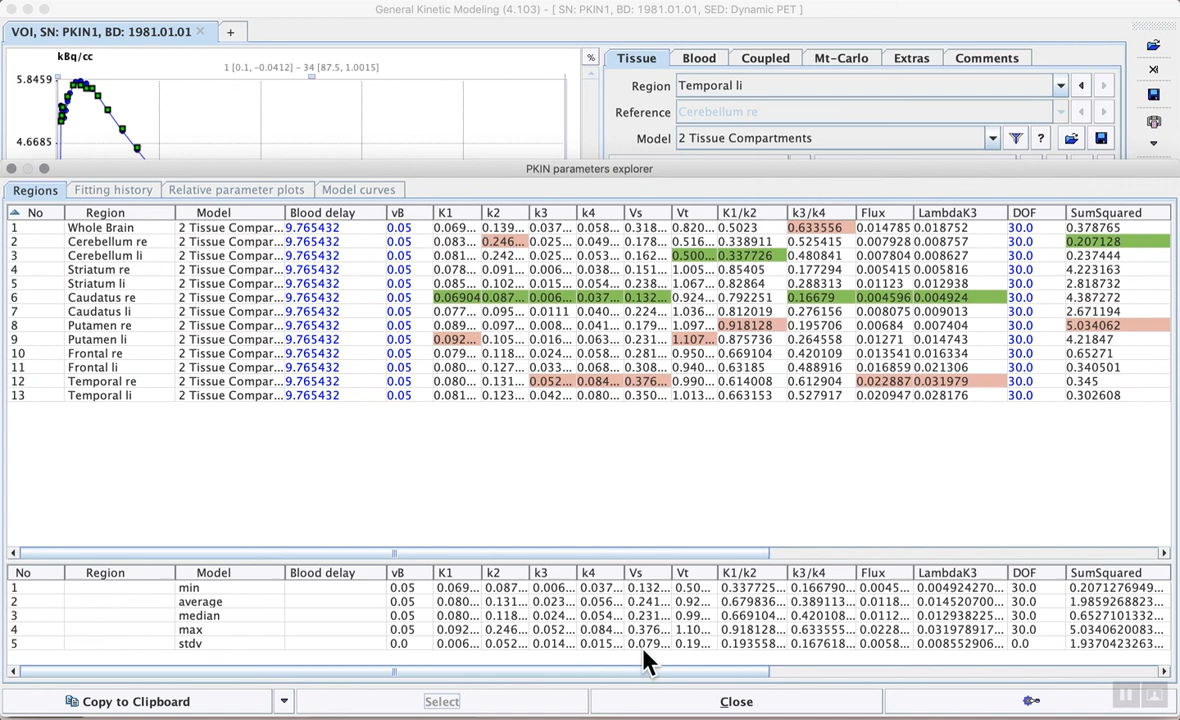 General Kinetic Modeling (4.103) - [ SN: PKIN1, BD: 1981.01.01, SED: Dynamic PET ]
VOI, SN: PKIN1, BD: 1981.01.01 × +
kBq/cc
1 [0.1, -0.0412] – 34 [87.5, 1.0015]
%
5.8459
4.6685
Tissue Blood Coupled Mt-Carlo Extras Comments
Region Temporal li
Reference Cerebellum re
Model 2 Tissue Compartments ?
PKIN parameters explorer
Regions Fitting history Relative parameter plots Model curves
No Region Model Blood delay vB K1 k2 k3 k4 Vs Vt K1/k2 k3/k4 Flux LambdaK3 DOF SumSquared
1 Whole Brain 2 Tissue Compar... 9.765432 0.05 0.069... 0.139... 0.037... 0.058... 0.318... 0.820... 0.5023 0.633556 0.014785 0.018752 30.0 0.378765
2 Cerebellum re 2 Tissue Compar... 9.765432 0.05 0.083... 0.246... 0.025... 0.049... 0.178... 0.516... 0.338911 0.525415 0.007928 0.008757 30.0 0.207128
3 Cerebellum li 2 Tissue Compar... 9.765432 0.05 0.081... 0.242... 0.025... 0.053... 0.162... 0.500... 0.337726 0.480841 0.007804 0.008627 30.0 0.237444
4 Striatum re 2 Tissue Compar... 9.765432 0.05 0.078... 0.091... 0.006... 0.038... 0.151... 1.005... 0.85405 0.177294 0.005415 0.005816 30.0 4.223163
5 Striatum li 2 Tissue Compar... 9.765432 0.05 0.085... 0.102... 0.015... 0.054... 0.238... 1.067... 0.82864 0.288313 0.01123 0.012938 30.0 2.818732
6 Caudatus re 2 Tissue Compar... 9.765432 0.05 0.06904 0.087... 0.006... 0.037... 0.132... 0.924... 0.792251 0.16679 0.004596 0.004924 30.0 4.387272
7 Caudatus li 2 Tissue Compar... 9.765432 0.05 0.077... 0.095... 0.0111 0.040... 0.224... 1.036... 0.812019 0.276156 0.008075 0.009013 30.0 2.671194
8 Putamen re 2 Tissue Compar... 9.765432 0.05 0.089... 0.097... 0.008... 0.041... 0.179... 1.097... 0.918128 0.195706 0.00684 0.007404 30.0 5.034062
9 Putamen li 2 Tissue Compar... 9.765432 0.05 0.092... 0.105... 0.016... 0.063... 0.231... 1.107... 0.875736 0.264558 0.01271 0.014743 30.0 4.21847
10 Frontal re 2 Tissue Compar... 9.765432 0.05 0.079... 0.118... 0.024... 0.058... 0.281... 0.950... 0.669104 0.420109 0.013541 0.016334 30.0 0.65271
11 Frontal li 2 Tissue Compar... 9.765432 0.05 0.080... 0.127... 0.033... 0.068... 0.308... 0.940... 0.63185 0.488916 0.016859 0.021306 30.0 0.340501
12 Temporal re 2 Tissue Compar... 9.765432 0.05 0.080... 0.131... 0.052... 0.084... 0.376... 0.990... 0.614008 0.612904 0.022887 0.031979 30.0 0.345
13 Temporal li 2 Tissue Compar... 9.765432 0.05 0.081... 0.123... 0.042... 0.080... 0.350... 1.013... 0.663153 0.527917 0.020947 0.028176 30.0 0.302608
No Region Model Blood delay vB K1 k2 k3 k4 Vs Vt K1/k2 k3/k4 Flux LambdaK3 DOF SumSquared
1 min 0.05 0.069... 0.087... 0.006... 0.037... 0.132... 0.50... 0.337725... 0.166790... 0.0045... 0.004924270... 30.0 0.2071276949...
2 average 0.05 0.080... 0.131... 0.023... 0.056... 0.241... 0.92... 0.679836... 0.389113... 0.0118... 0.014520700... 30.0 1.9859268823...
3 median 0.05 0.080... 0.118... 0.024... 0.054... 0.231... 0.99... 0.669104... 0.420108... 0.0112... 0.012938225... 30.0 0.6527101332...
4 max 0.05 0.092... 0.246... 0.052... 0.084... 0.376... 1.10... 0.918128... 0.633555... 0.0228... 0.031978917... 30.0 5.0340620083...
5 stdv 0.0 0.006... 0.052... 0.014... 0.015... 0.079... 0.19... 0.193558... 0.167618... 0.0058... 0.008552906... 0.0 1.9370423263...
Copy to Clipboard Select Close